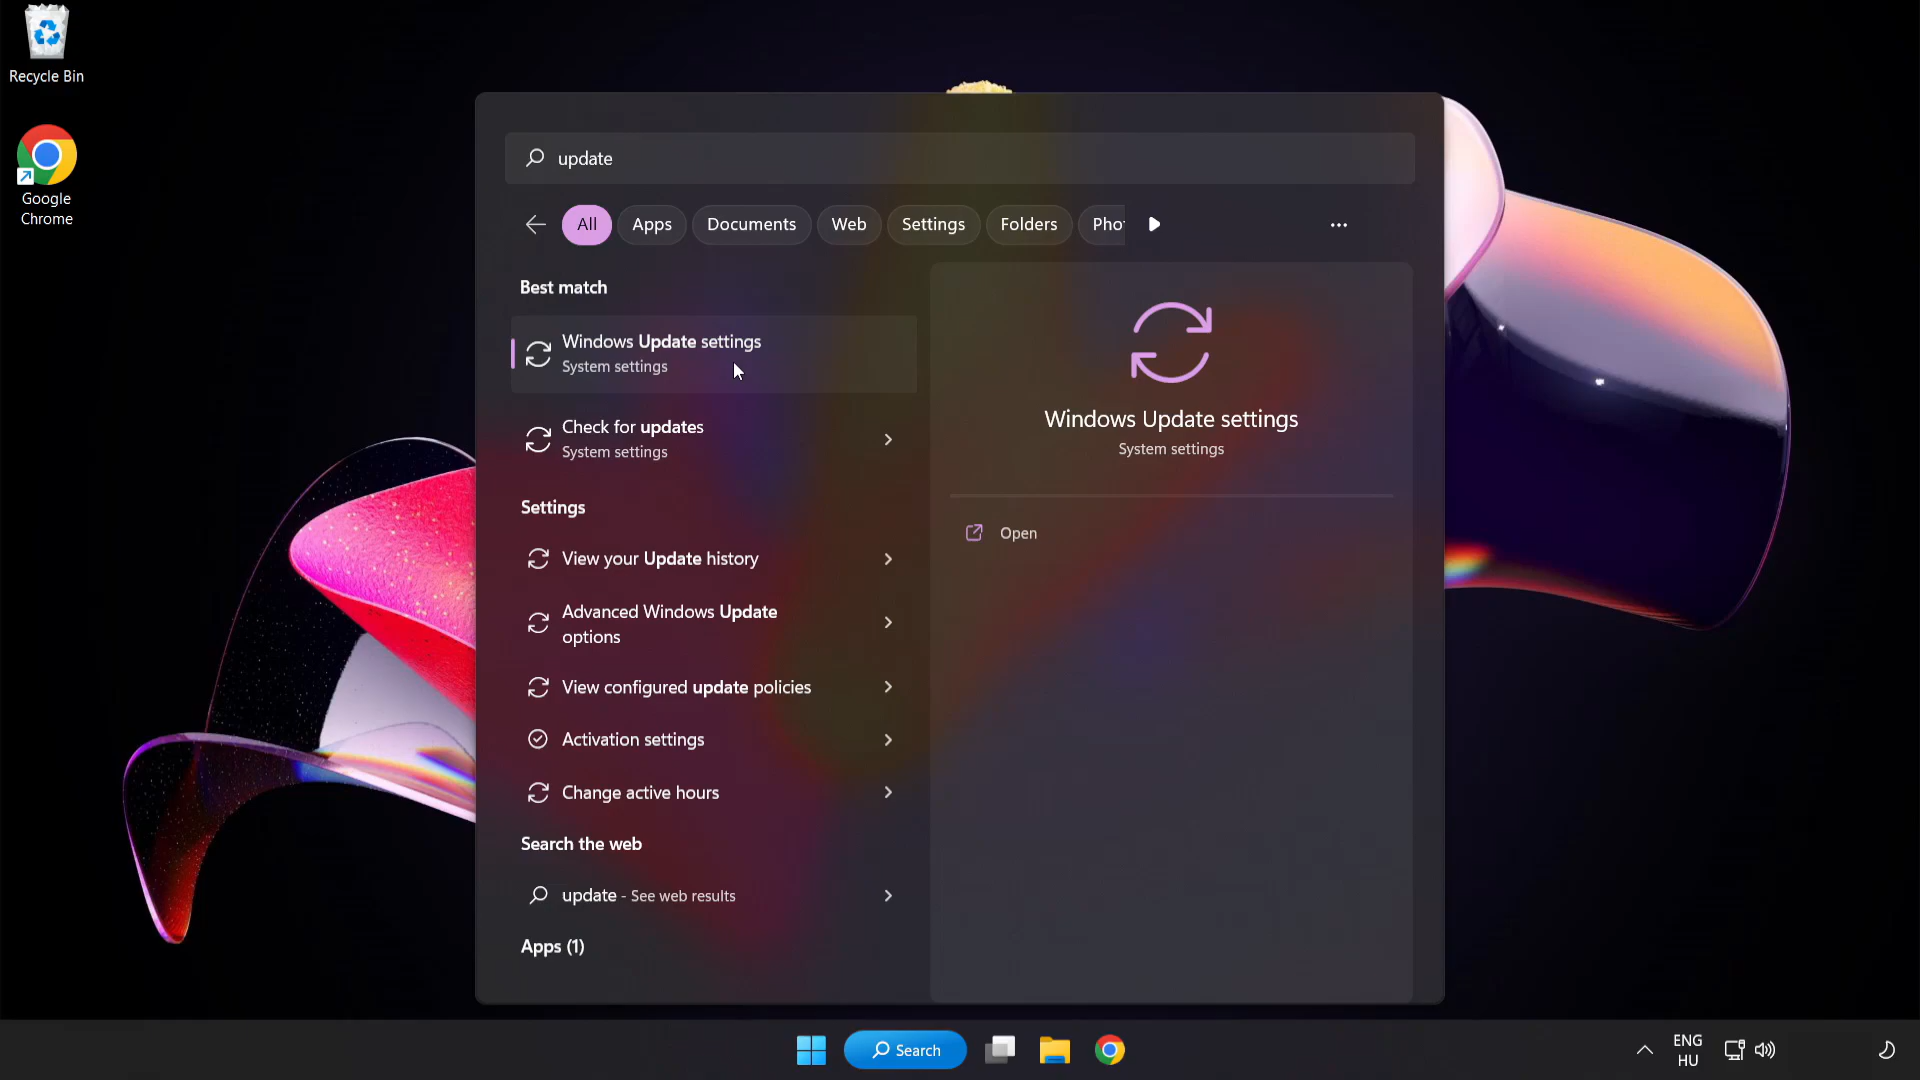 Recycle Bin
Google
Chrome
update
All Apps Documents Web Settings Folders
Best match
Windows Update settings
System settings
Check for updates
System settings
Settings
View your Update history
Advanced Windows Update
options
View configured update policies
Activation settings
Change active hours
Search the web
update - See web results
Apps (1)
Windows Update settings
System settings
Open
Search
ENG
HU